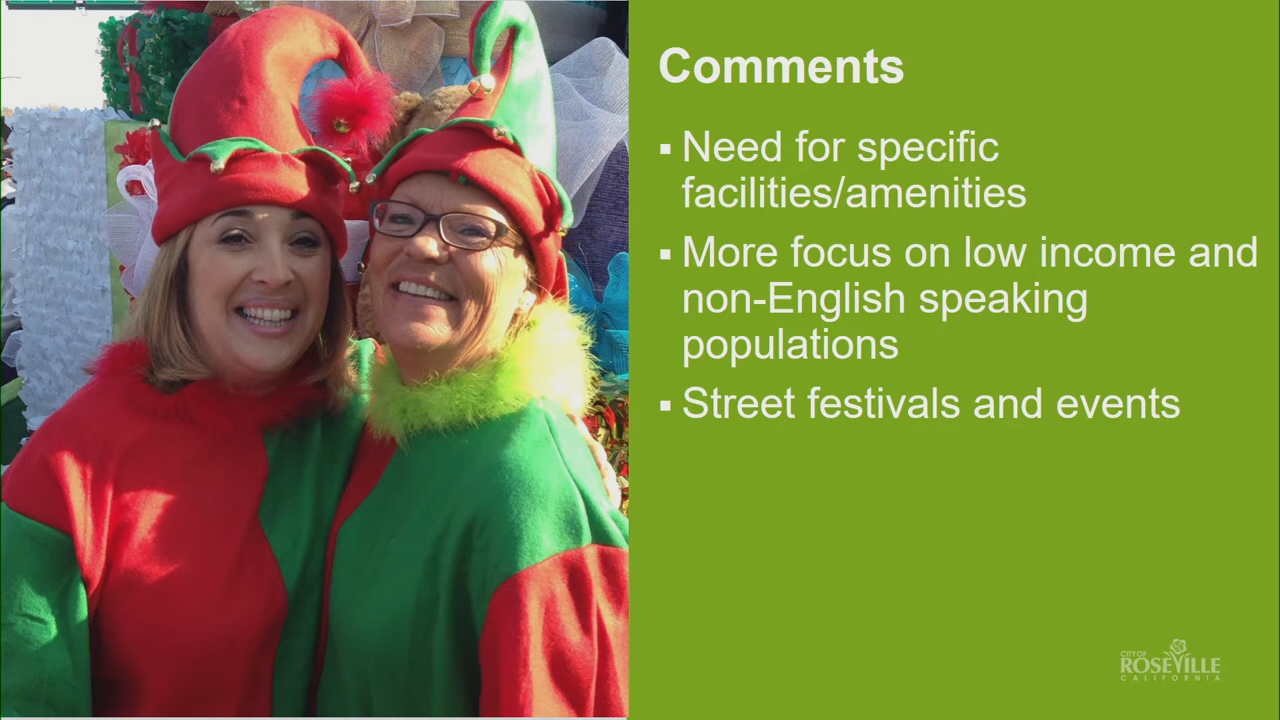 Comments
▪ Need for specific
facilities/amenities
▪ More focus on low income and
non-English speaking
populations
▪ Street festivals and events
CITY OF
ROSEVILLE
CALIFORNIA